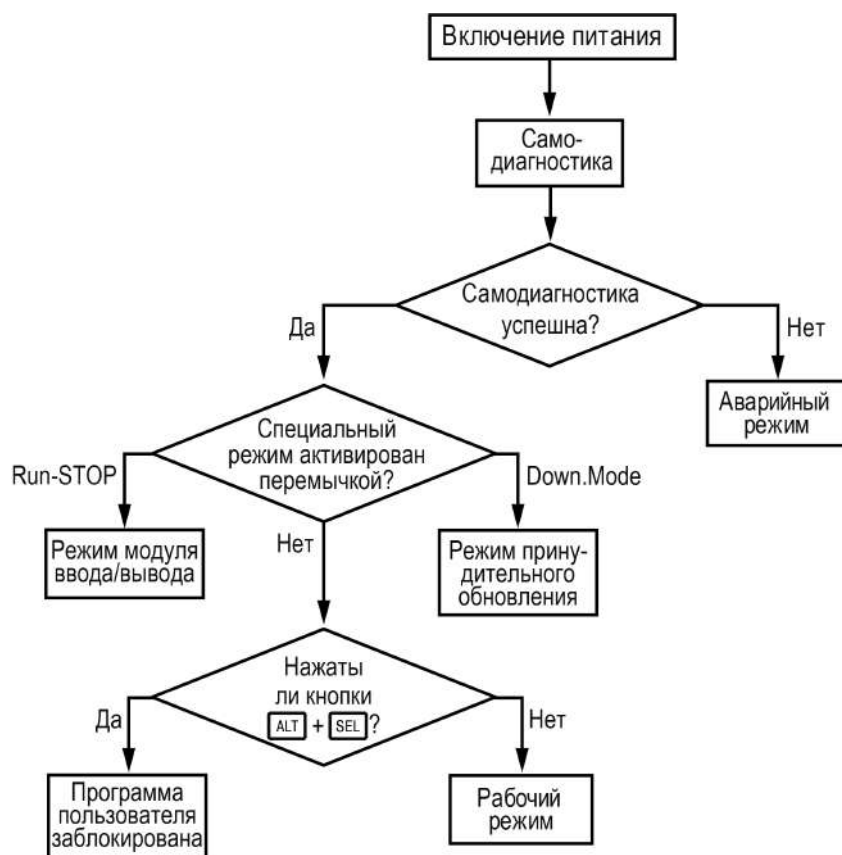 Включение питания
Само-
диагностика
Самодиагностика
успешна?
Да
Нет
Аварийный
режим
Специальный
режим активирован
перемычкой?
Run-STOP
Down.Mode
Режим модуля
ввода/вывода
Нет
Режим прину-
дительного
обновления
Нажаты
ли кнопки
ALT + SEL ?
Да
Нет
Программа
пользователя
заблокирована
Рабочий
режим